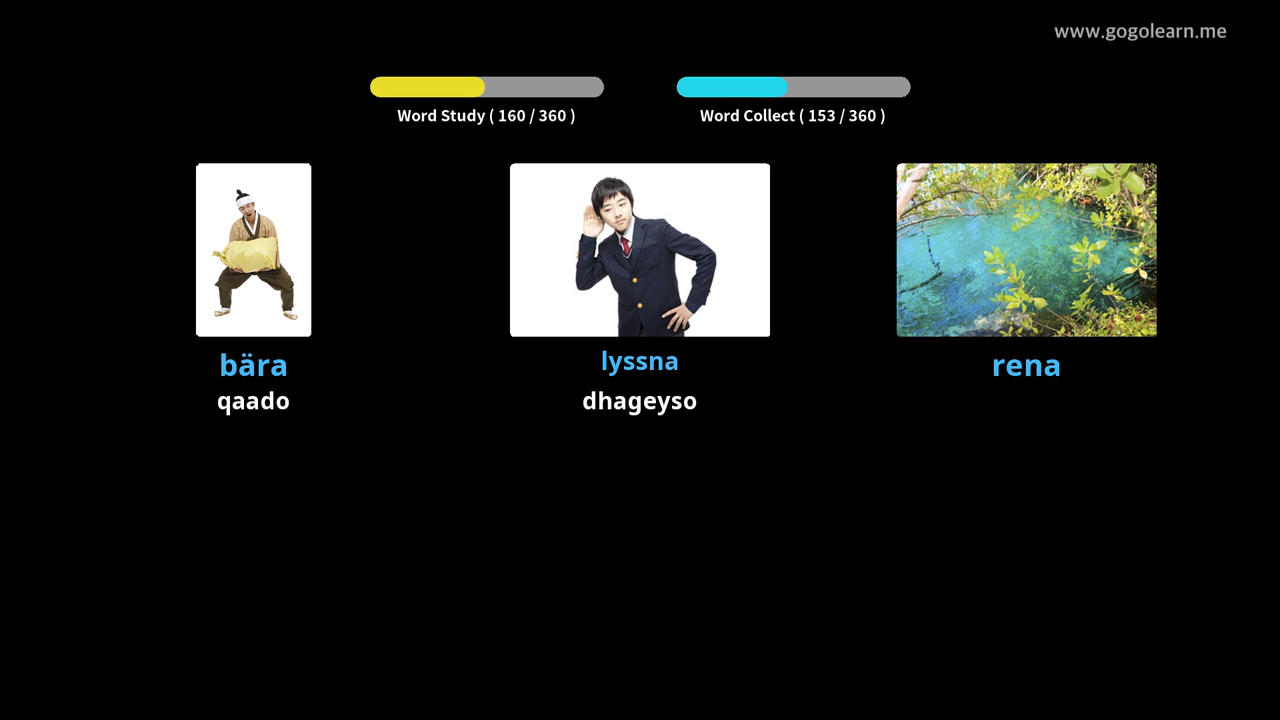 www.gogolearn.me
Word Study ( 160 / 360 )
Word Collect ( 153 / 360 )
bära
qaado
lyssna
dhageyso
rena